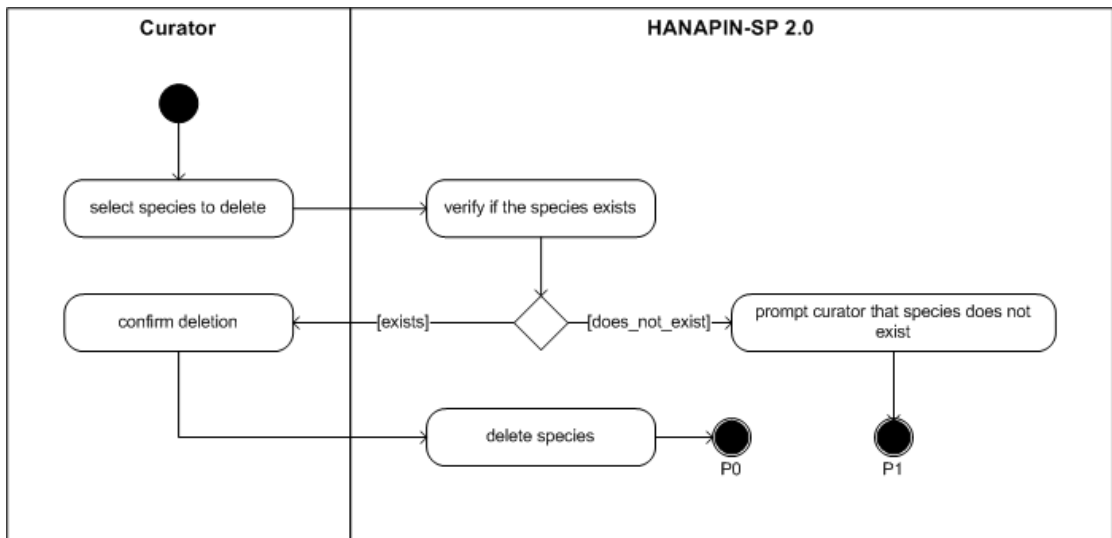 Curator
HANAPIN-SP 2.0
select species to delete
verify if the species exists
confirm deletion
[exists]
[does_not_exist]
prompt curator that species does not
exist
delete species
P0
P1